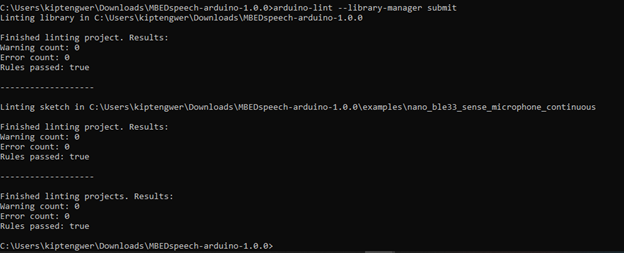 C:\Users\kiptengwer\Downloads\MBEDspeech-arduino-1.0.0>arduino-lint --library-manager submit
Linting library in C:\Users\kiptengwer\Downloads\MBEDspeech-arduino-1.0.0
Finished linting project. Results:
Warning count: 0
Error count: 0
Rules passed: true
-------------------
Linting sketch in C:\Users\kiptengwer\Downloads\MBEDspeech-arduino-1.0.0\examples\nano_ble33_sense_microphone_continuous
Finished linting project. Results:
Warning count: 0
Error count: 0
Rules passed: true
-------------------
Finished linting projects. Results:
Warning count: 0
Error count: 0
Rules passed: true
C:\Users\kiptengwer\Downloads\MBEDspeech-arduino-1.0.0>